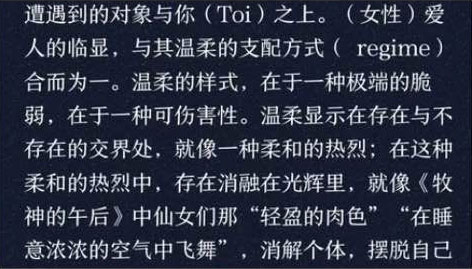 遭遇到的对象与你（Toi）之上。（女性）爱
人的临显，与其温柔的支配方式（ regime）
合而为一。温柔的样式，在于一种极端的脆
弱，在于一种可伤害性。温柔显示在存在与不
存在的交界处，就像一种柔和的热烈；在这种
柔和的热烈中，存在消融在光辉里，就像《牧
神的午后》中仙女们那“轻盈的肉色”“在睡
意浓浓的空气中飞舞”，消解个体，摆脱自己